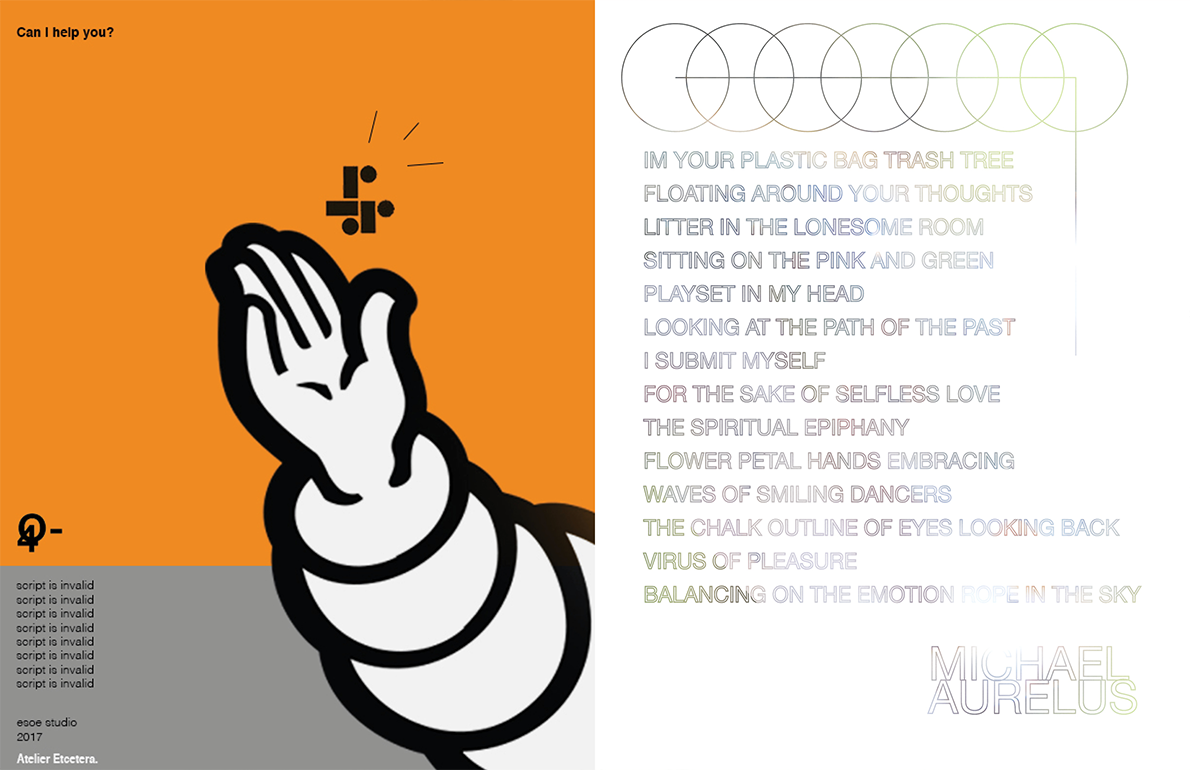 Can I help you?
script is invalid
script is invalid
script is invalid
script is invalid
script is invalid
script is invalid
script is invalid
script is invalid
esoe studio
2017
Atelier Etcetera.
IM YOUR PLASTIC BAG TRASH TREE
FLOATING AROUND YOUR THOUGHTS
LITTER IN THE LONESOME ROOM
SITTING ON THE PINK AND GREEN
PLAYSET IN MY HEAD
LOOKING AT THE PATH OF THE PAST
I SUBMIT MYSELF
FOR THE SAKE OF SELFLESS LOVE
THE SPIRITUAL EPIPHANY
FLOWER PETAL HANDS EMBRACING
WAVES OF SMILING DANCERS
THE CHALK OUTLINE OF EYES LOOKING BACK
VIRUS OF PLEASURE
BALANCING ON THE EMOTION ROPE IN THE SKY
MICHAEL
AURELUS